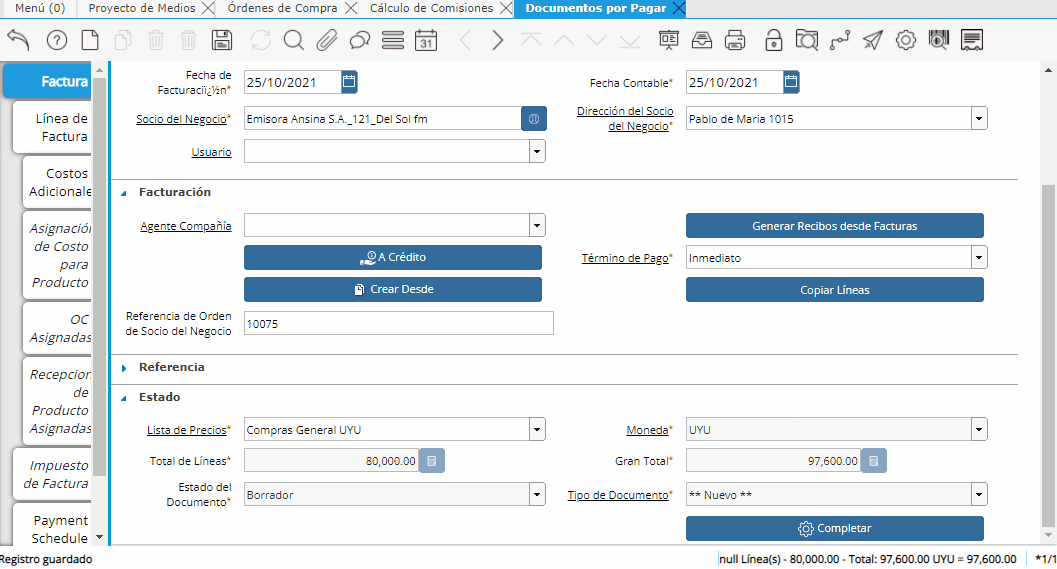 Menú (0)
Proyecto de Medios
Órdenes de Compra
Cálculo de Comisiones
Documentos por Pagar
31
Factura
Línea de
Factura
Costos
Adicionale
Asignación
de Costo
para
Producto
OC
Asignadas
Recepcion
de
Producto
Asignadas
Impuesto
de Factura
Payment
Schedule
Fecha de
Facturaciï¿½n*
25/10/2021
Fecha Contable*
25/10/2021
Socio del Negocio*
Emisora Ansina S.A._121_Del Sol fm
Dirección del Socio
del Negocio*
Pablo de Maria 1015
Usuario
Facturación
Agente Compañía
Generar Recibos desde Facturas
A Crédito
Término de Pago*
Inmediato
Crear Desde
Copiar Líneas
Referencia de Orden
de Socio del Negocio
10075
Referencia
Estado
Lista de Precios*
Compras General UYU
Moneda*
UYU
Total de Líneas*
80,000.00
Gran Total*
97,600.00
Estado del
Documento*
Borrador
Tipo de Documento*
** Nuevo **
Completar
Registro guardado
null Línea(s) - 80,000.00 - Total: 97,600.00 UYU = 97,600.00
*1/1